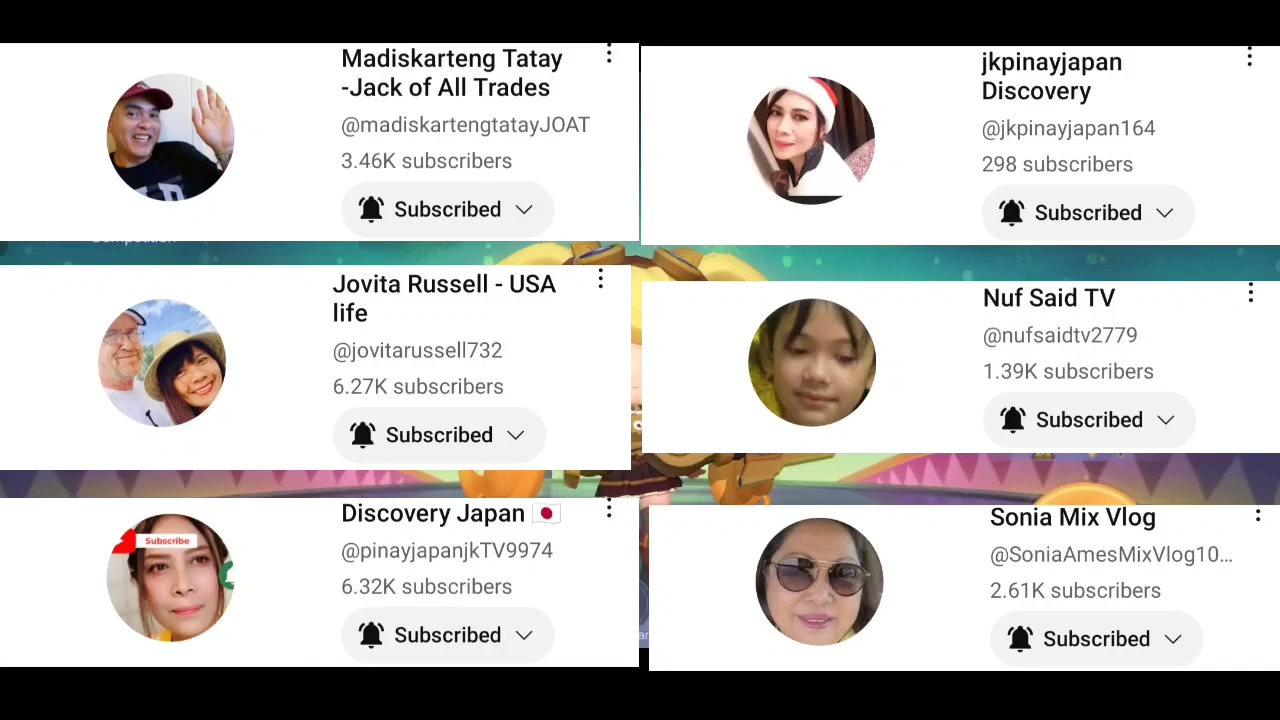 Madiskarteng Tatay
-Jack of All Trades
@madiskartengtatayJOAT
3.46K subscribers
Subscribed
jkpinayjapan
Discovery
@jkpinayjapan164
298 subscribers
Subscribed
Jovita Russell - USA
life
@jovitarussell732
6.27K subscribers
Subscribed
Nuf Said TV
@nufsaidtv2779
1.39K subscribers
Subscribed
Subscribe
Discovery Japan 🇯🇵
@pinayjapanjkTV9974
6.32K subscribers
Subscribed
Sonia Mix Vlog
@SoniaAmesMixVlog10...
2.61K subscribers
Subscribed